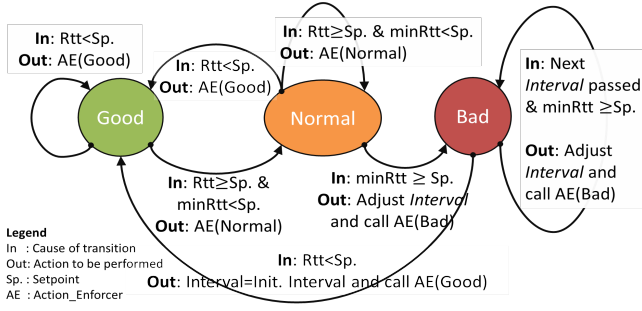 In: Rtt<Sp.
Out: AE(Good)
In: Rtt<Sp.
Out: AE(Good)
In: Rtt≥Sp. & minRtt<Sp.
Out: AE(Normal)
In: Next
Interval passed
& minRtt ≥Sp.
Out: Adjust
Interval and
call AE(Bad)
Good
Normal
Bad
In: Rtt≥Sp. &
minRtt<Sp.
Out: AE(Normal)
In: minRtt ≥ Sp.
Out: Adjust Interval
and call AE(Bad)
In: Rtt<Sp.
Out: Interval=Init. Interval and call AE(Good)
Legend
In : Cause of transition
Out: Action to be performed
Sp. : Setpoint
AE : Action_Enforcer